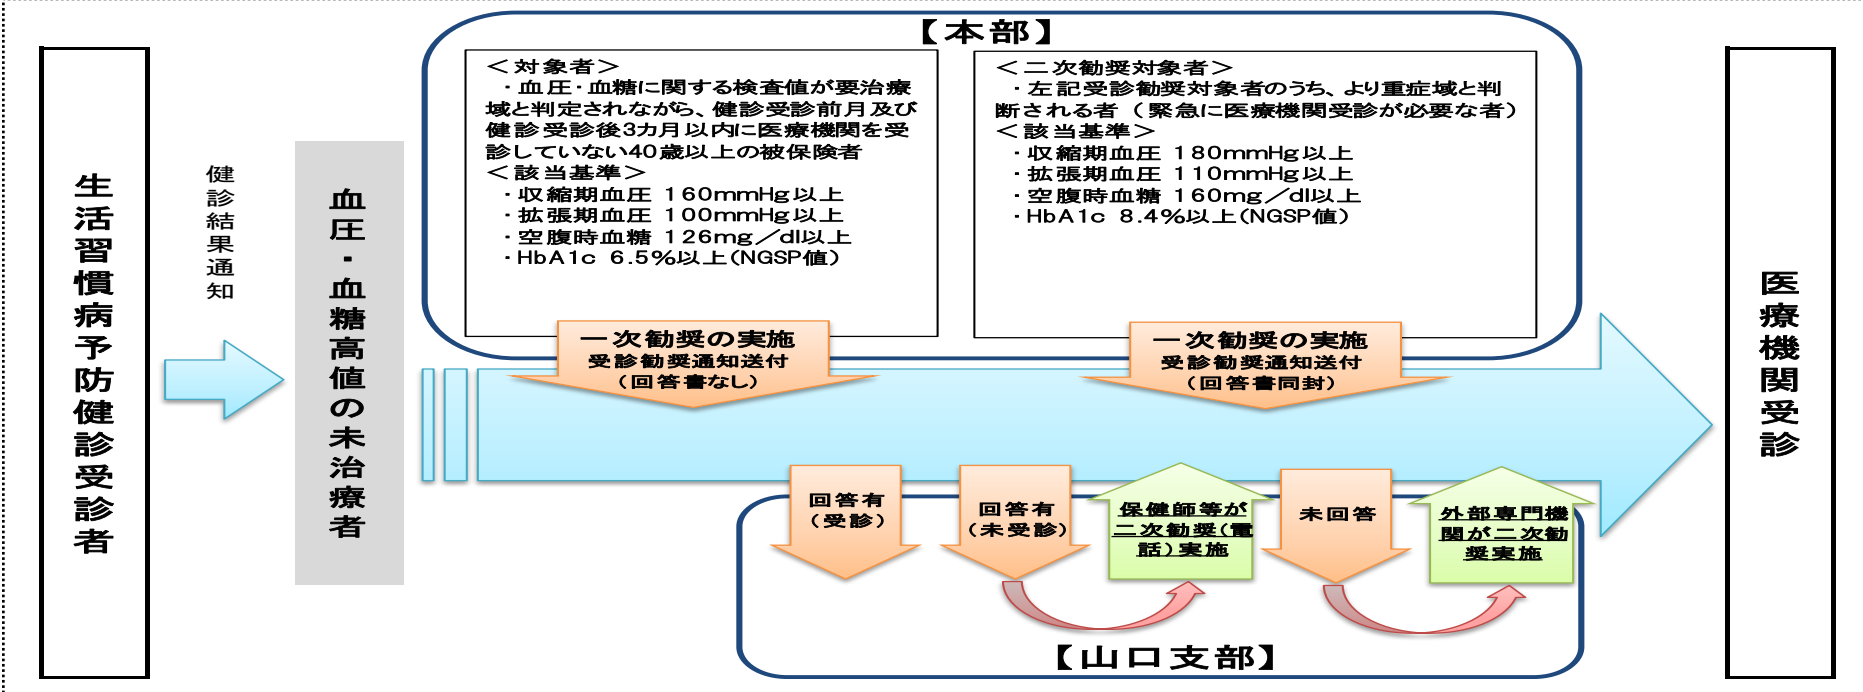 生活習慣病予防健診受診者
健診結果通知
血圧・血糖高値の未治療者
【本部】
＜対象者＞
・血圧・血糖に関する検査値が要治療
域と判定されながら、健診受診前月及び
健診受診後3カ月以内に医療機関を受
診していない40歳以上の被保険者
＜該当基準＞
・収縮期血圧 160mmHg以上
・拡張期血圧 100mmHg以上
・空腹時血糖 126mg／dl以上
・HbA1c 6.5%以上(NGSP値)
＜二次勧奨対象者＞
・左記受診勧奨対象者のうち、より重症域と判
断される者（緊急に医療機関受診が必要な者）
＜該当基準＞
・収縮期血圧 180mmHg以上
・拡張期血圧 110mmHg以上
・空腹時血糖 160mg／dl以上
・HbA1c 8.4%以上(NGSP値)
一次勧奨の実施
受診勧奨通知送付
（回答書なし）
一次勧奨の実施
受診勧奨通知送付
（回答書同封）
回答有
（受診）
回答有
（未受診）
保健師等が
二次勧奨（電
話）実施
未回答
外部専門機
関が二次勧
奨実施
【山口支部】
医療機関受診